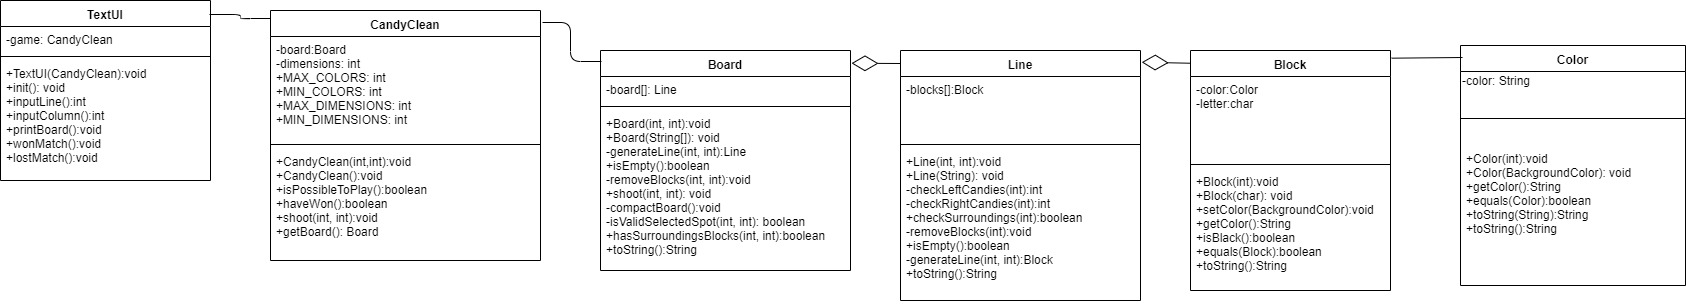 TextUI
-game: CandyClean
+TextUI(CandyClean):void
+init(): void
+inputLine():int
+inputColumn():int
+printBoard():void
+wonMatch():void
+lostMatch():void
CandyClean
-board:Board
-dimensions: int
+MAX_COLORS: int
+MIN_COLORS: int
+MAX_DIMENSIONS: int
+MIN_DIMENSIONS: int
+CandyClean(int,int):void
+CandyClean():void
+isPossibleToPlay():boolean
+haveWon():boolean
+shoot(int, int):void
+getBoard(): Board
Board
-board[]: Line
+Board(int, int):void
+Board(String[]): void
-generateLine(int, int):Line
+isEmpty():boolean
-removeBlocks(int, int):void
+shoot(int, int): void
-compactBoard():void
-isValidSelectedSpot(int, int): boolean
+hasSurroundingsBlocks(int, int):boolean
+toString():String
Line
-blocks[]:Block
+Line(int, int):void
+Line(String): void
-checkLeftCandies(int):int
-checkRightCandies(int):int
+checkSurroundings(int):boolean
-removeBlocks(int):void
+isEmpty():boolean
-generateLine(int, int):Block
+toString():String
Block
-color:Color
-letter:char
+Block(int):void
+Block(char): void
+setColor(BackgroundColor):void
+getColor():String
+isBlack():boolean
+equals(Block):boolean
+toString():String
Color
-color: String
+Color(int):void
+Color(BackgroundColor): void
+getColor():String
+equals(Color):boolean
+toString(String):String
+toString():String